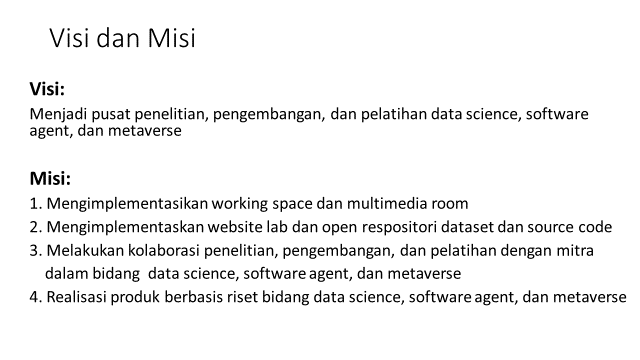 Visi dan Misi
Visi:
Menjadi pusat penelitian, pengembangan, dan pelatihan data science, software
agent, dan metaverse
Misi:
1. Mengimplementasikan working space dan multimedia room
2. Mengimplementaskan website lab dan open respositori dataset dan source code
3. Melakukan kolaborasi penelitian, pengembangan, dan pelatihan dengan mitra
dalam bidang data science, software agent, dan metaverse
4. Realisasi produk berbasis riset bidang data science, software agent, dan metaverse